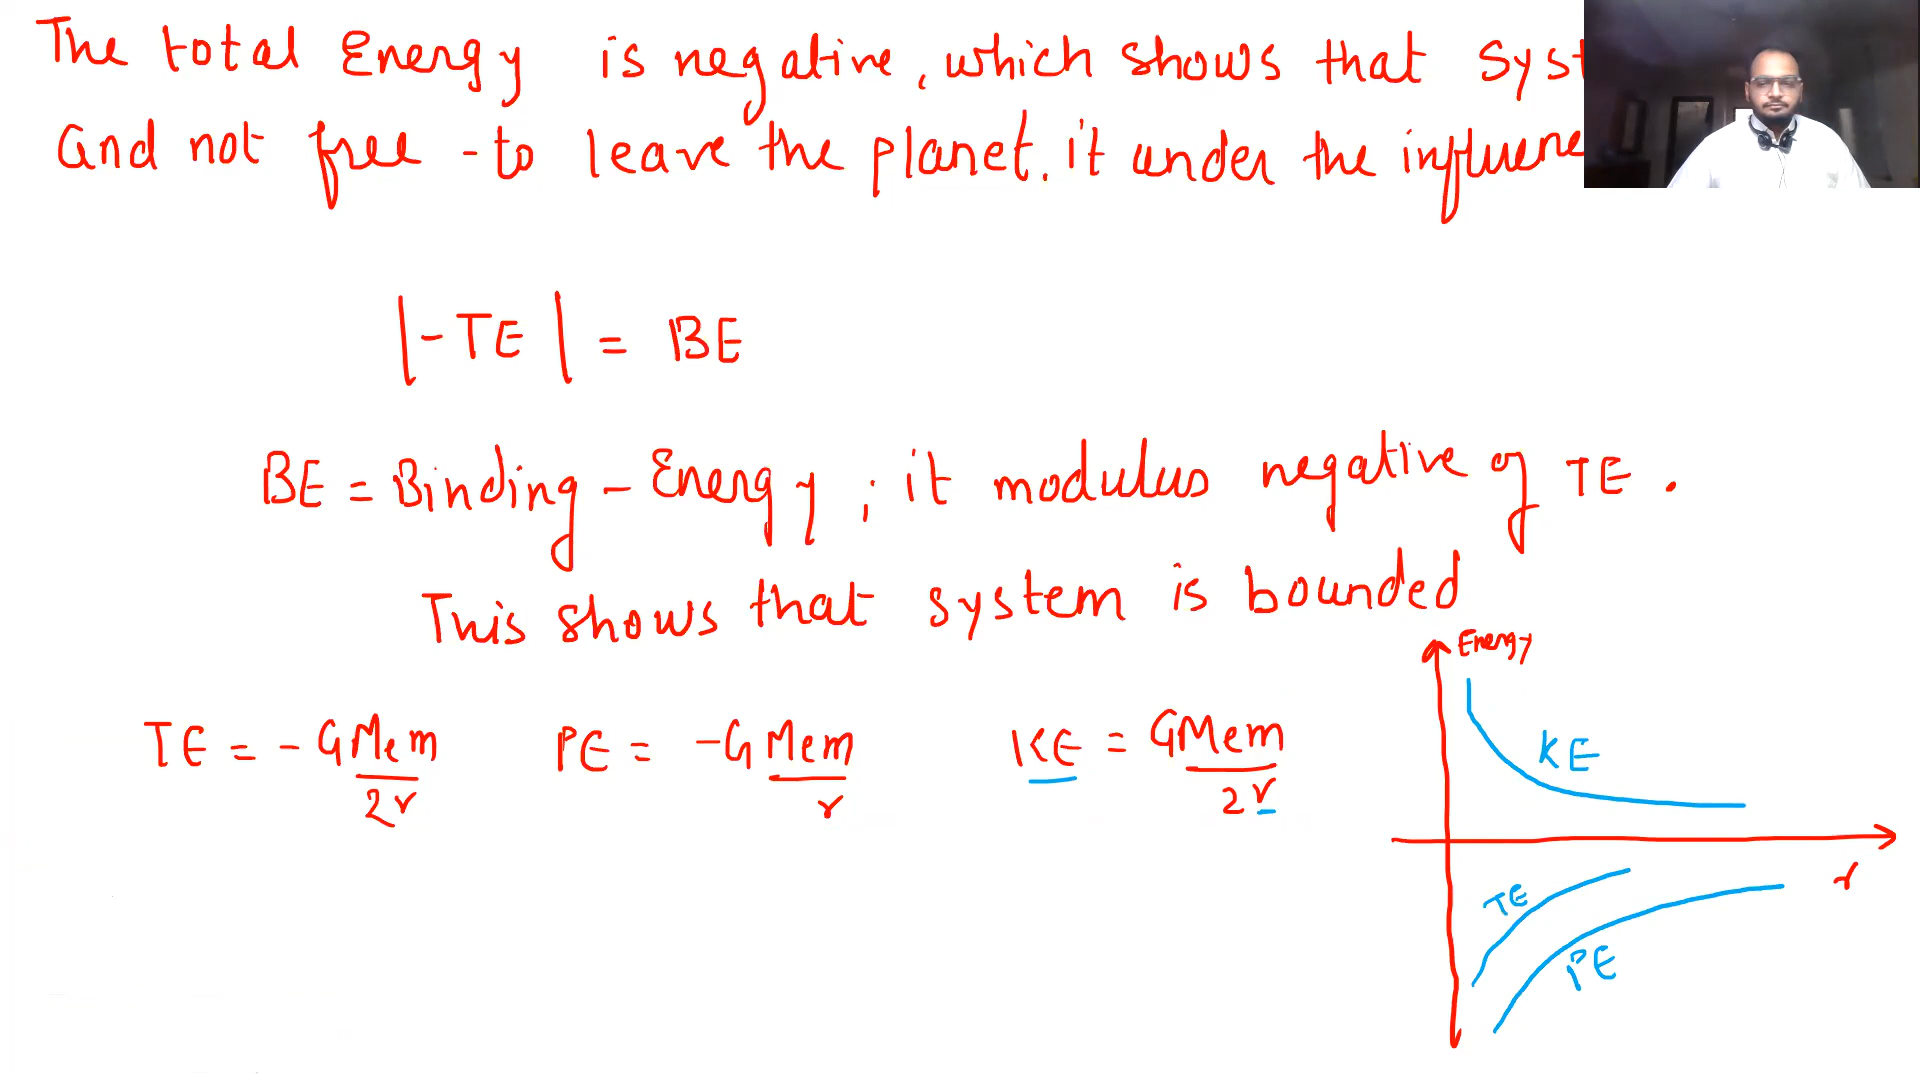 The total Energy is negative, which shows that syst
and not free - to leave the planet. it under the influene
|-TE| = BE
BE = Binding - Energy ; it modulus negative of TE .
This shows that system is bounded
TE = - GMem/2r PE = -GMem/r KE = GMem/2r
Energy
KE
r
TE
PE